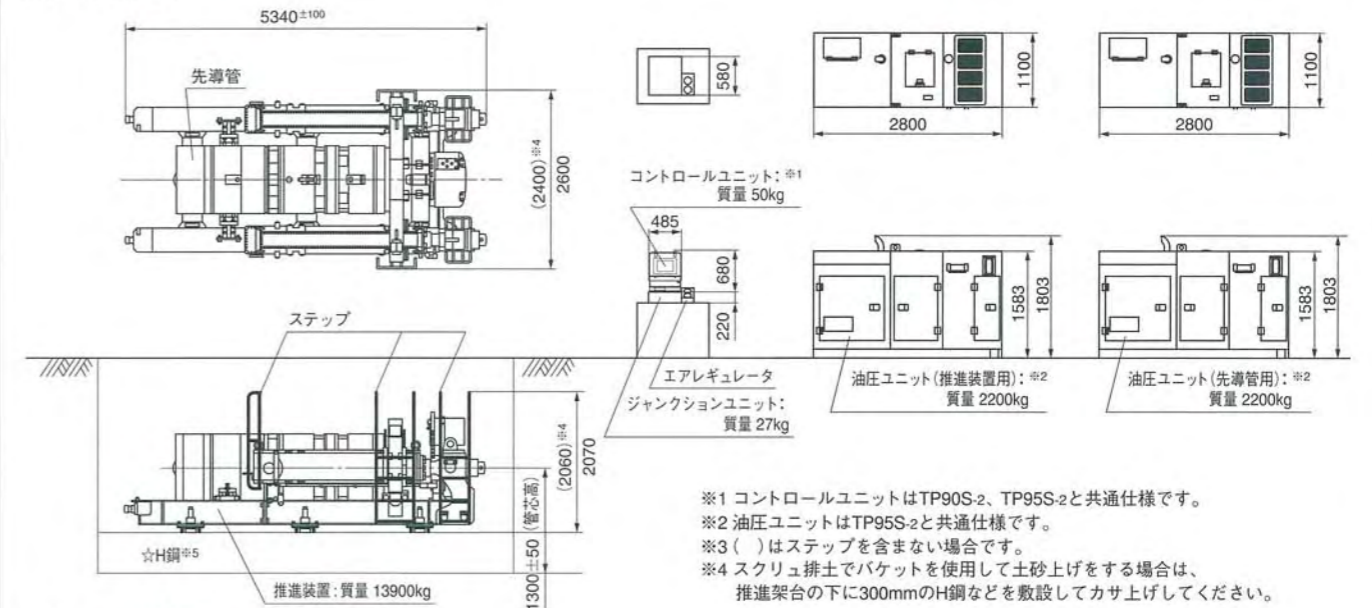 5340±100
先導管
(2400)※4
2600
580
1100
2800
1100
2800
コントロールユニット：※1
質量 50kg
485
680
220
1583
1803
1583
1803
ステップ
エアレギュレータ
ジャンクションユニット：
質量 27kg
油圧ユニット（推進装置用）：※2
質量 2200kg
油圧ユニット（先導管用）：※2
質量 2200kg
(2060)※4
2070
1300±50（管芯高）
☆H鋼※5
推進装置：質量 13900kg
※1 コントロールユニットはTP90S-2、TP95S-2と共通仕様です。
※2 油圧ユニットはTP95S-2と共通仕様です。
※3（　）はステップを含まない場合です。
※4 スクリュ排土でバケットを使用して土砂上げをする場合は、
推進架台の下に300mmのH鋼などを敷設してカサ上げしてください。